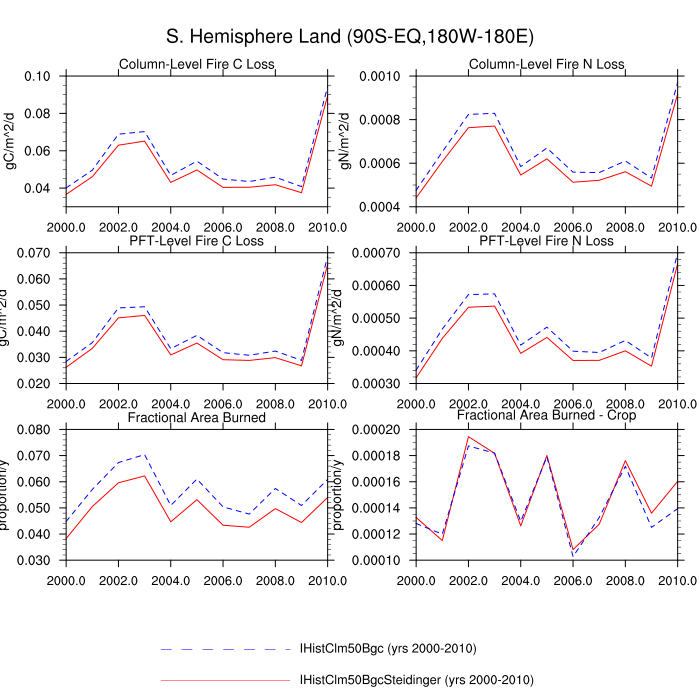 S. Hemisphere Land (90S-EQ,180W-180E)
Column-Level Fire C Loss
gC/m^2/d
0.10
0.08
0.06
0.04
2000.0 2002.0 2004.0 2006.0 2008.0 2010.0
Column-Level Fire N Loss
gN/m^2/d
0.0010
0.0008
0.0006
0.0004
2000.0 2002.0 2004.0 2006.0 2008.0 2010.0
PFT-Level Fire C Loss
gC/m^2/d
0.070
0.060
0.050
0.040
0.030
0.020
2000.0 2002.0 2004.0 2006.0 2008.0 2010.0
PFT-Level Fire N Loss
gN/m^2/d
0.00070
0.00060
0.00050
0.00040
0.00030
2000.0 2002.0 2004.0 2006.0 2008.0 2010.0
Fractional Area Burned
proportion/y
0.080
0.070
0.060
0.050
0.040
0.030
2000.0 2002.0 2004.0 2006.0 2008.0 2010.0
Fractional Area Burned - Crop
proportion/y
0.00020
0.00018
0.00016
0.00014
0.00012
0.00010
2000.0 2002.0 2004.0 2006.0 2008.0 2010.0
IHistClm50Bgc (yrs 2000-2010)
IHistClm50BgcSteidinger (yrs 2000-2010)